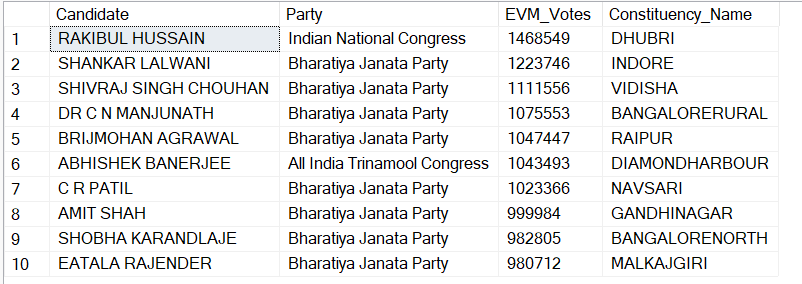 Candidate Party EVM_Votes Constituency_Name
1 RAKIBUL HUSSAIN Indian National Congress 1468549 DHUBRI
2 SHANKAR LALWANI Bharatiya Janata Party 1223746 INDORE
3 SHIVRAJ SINGH CHOUHAN Bharatiya Janata Party 1111556 VIDISHA
4 DR C N MANJUNATH Bharatiya Janata Party 1075553 BANGALORERURAL
5 BRIJMOHAN AGRAWAL Bharatiya Janata Party 1047447 RAIPUR
6 ABHISHEK BANERJEE All India Trinamool Congress 1043493 DIAMONDHARBOUR
7 C R PATIL Bharatiya Janata Party 1023366 NAVSARI
8 AMIT SHAH Bharatiya Janata Party 999984 GANDHINAGAR
9 SHOBHA KARANDLAJE Bharatiya Janata Party 982805 BANGALORENORTH
10 EATALA RAJENDER Bharatiya Janata Party 980712 MALKAJGIRI